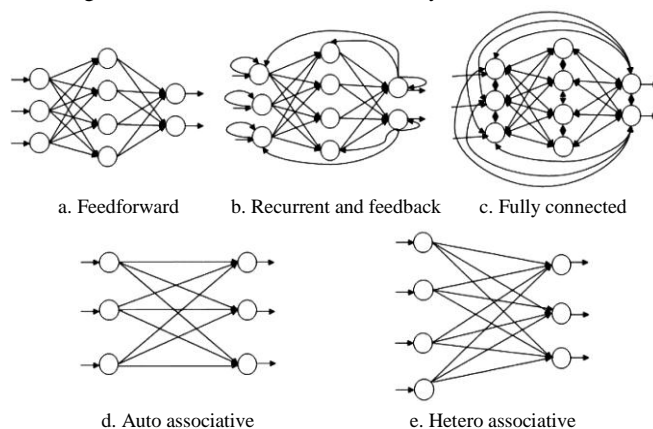 a. Feedforward
b. Recurrent and feedback
c. Fully connected
d. Auto associative
e. Hetero associative